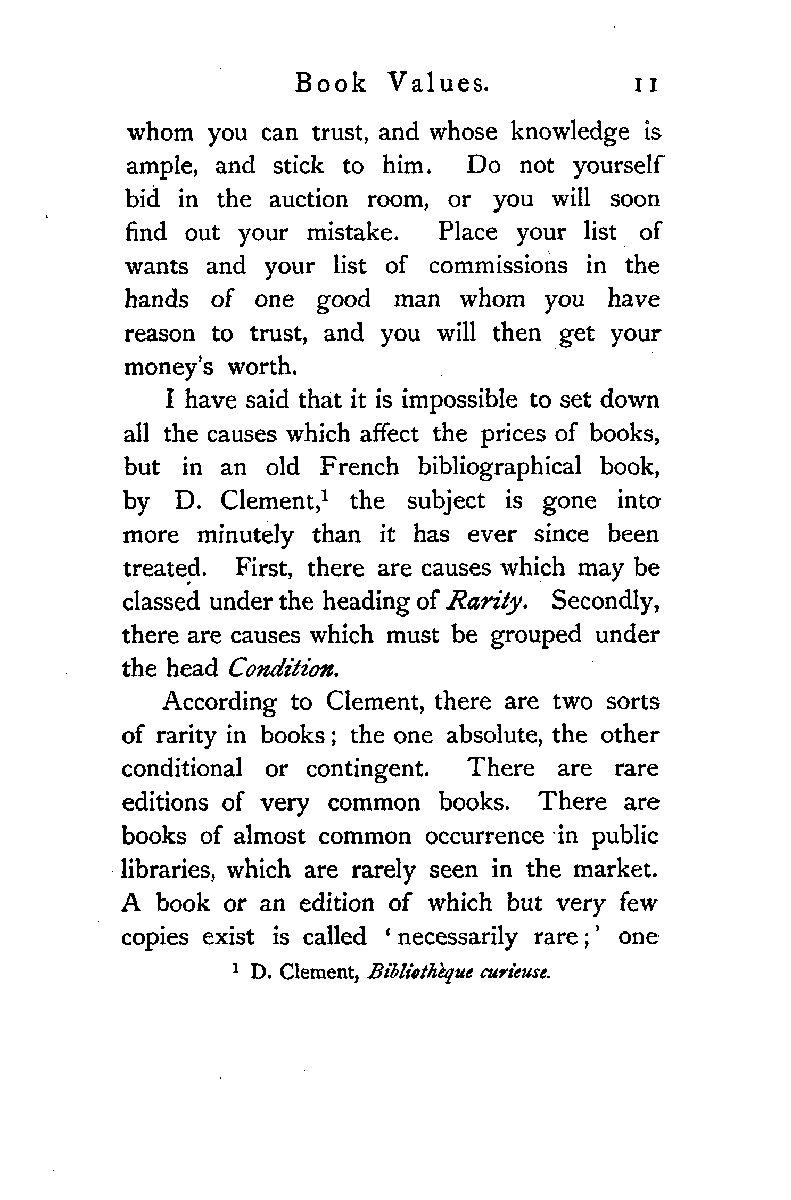 Book Values. 11
whom you can trust, and whose knowledge is
ample, and stick to him. Do not yourself
bid in the auction room, or you will soon
find out your mistake. Place your list of
wants and your list of commissions in the
hands of one good man whom you have
reason to trust, and you will then get your
money's worth.
I have said that it is impossible to set down
all the causes which affect the prices of books,
but in an old French bibliographical book,
by D. Clement,¹ the subject is gone into
more minutely than it has ever since been
treated. First, there are causes which may be
classed under the heading of Rarity. Secondly,
there are causes which must be grouped under
the head Condition.
According to Clement, there are two sorts
of rarity in books; the one absolute, the other
conditional or contingent. There are rare
editions of very common books. There are
books of almost common occurrence in public
libraries, which are rarely seen in the market.
A book or an edition of which but very few
copies exist is called ‘necessarily rare;’ one
¹ D. Clement, Bibliothèque curieuse.